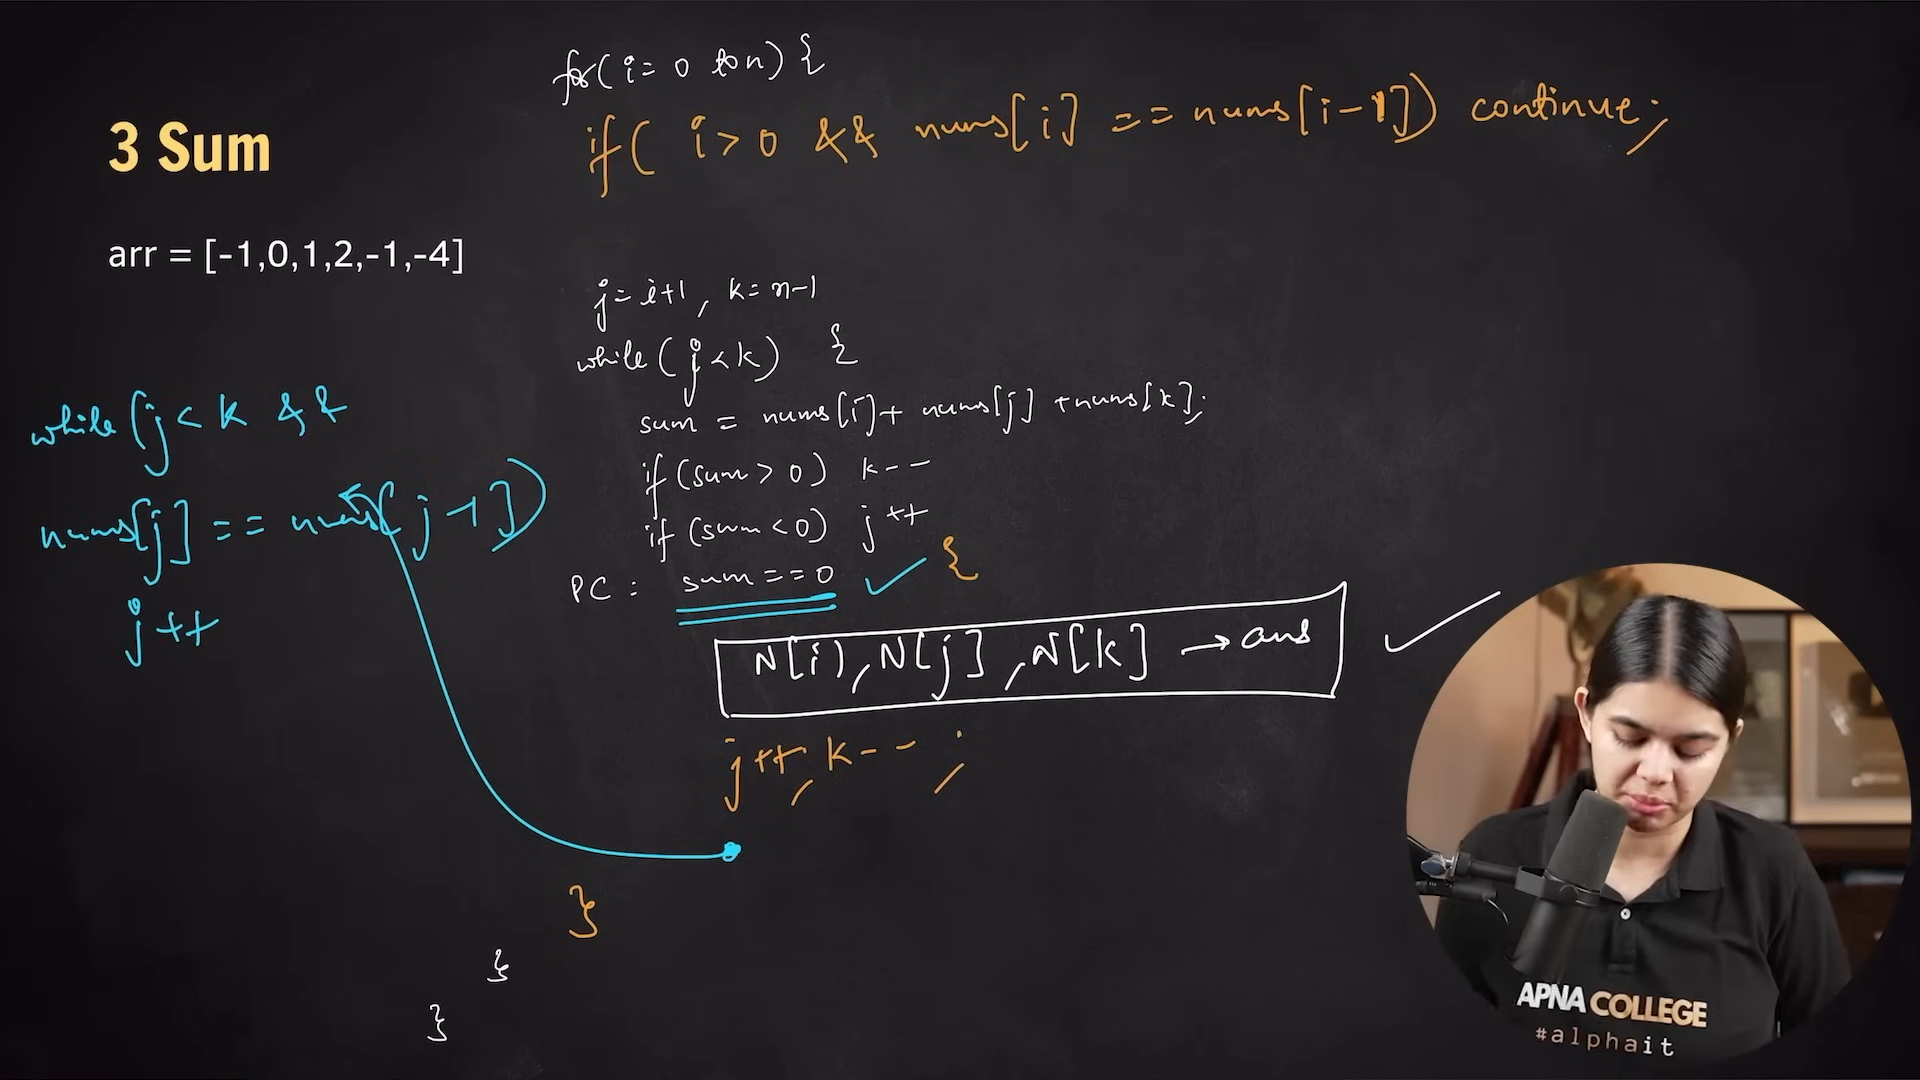 3 Sum
arr = [-1,0,1,2,-1,-4]
for( i= 0 to n) {
if( i>0 && nums[i] == nums[i-1]) continue;
j=i+1, k=n-1
while( j<k) {
sum = nums[i]+ nums[j] +nums[k];
if (sum > 0) k--
if (sum <0) j++
PC : sum==0 {
N[i], N[j], N[k] → ans
j++, k-- ;
}
}
}
while (j< k &&
nums[j] == nums[j-1])
j++
APNA COLLEGE
#alphait